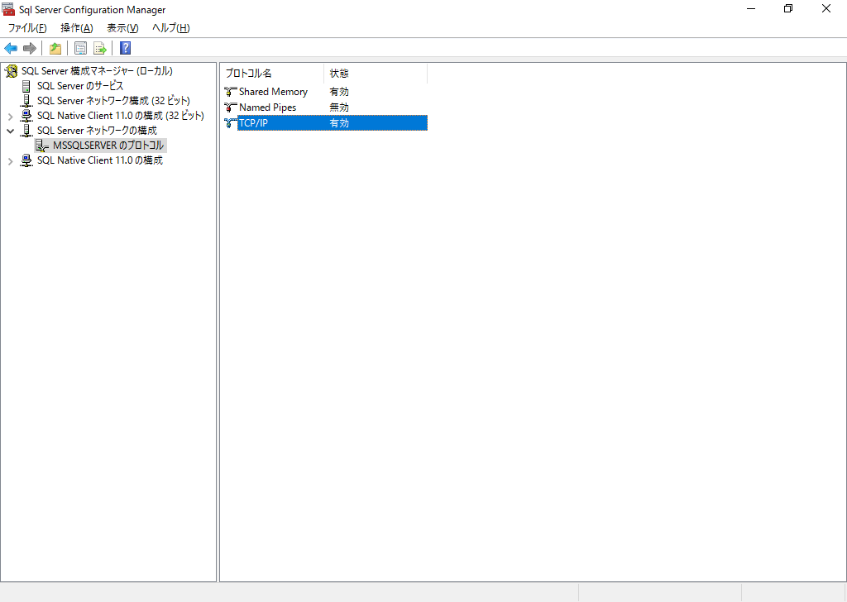 Sql Server Configuration Manager
ファイル(F) 操作(A) 表示(V) ヘルプ(H)
SQL Server 構成マネージャー (ローカル)
SQL Server のサービス
SQL Server ネットワーク構成 (32 ビット)
SQL Native Client 11.0 の構成 (32 ビット)
SQL Server ネットワークの構成
MSSQLSERVER のプロトコル
SQL Native Client 11.0 の構成
プロトコル名 状態
Shared Memory 有効
Named Pipes 無効
TCP/IP 有効